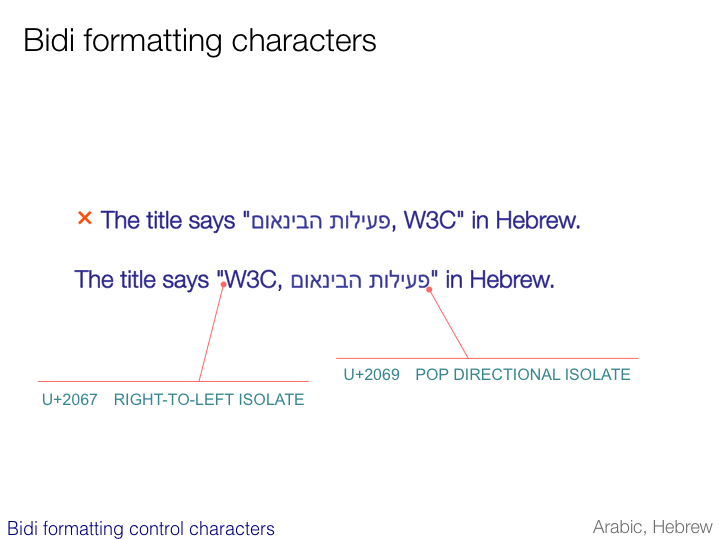 Bidi formatting characters
× The title says "פעילות הבינאום, W3C" in Hebrew.
The title says "⁧פעילות הבינאום, W3C⁩" in Hebrew.
U+2069 POP DIRECTIONAL ISOLATE
U+2067 RIGHT-TO-LEFT ISOLATE
Bidi formatting control characters
Arabic, Hebrew